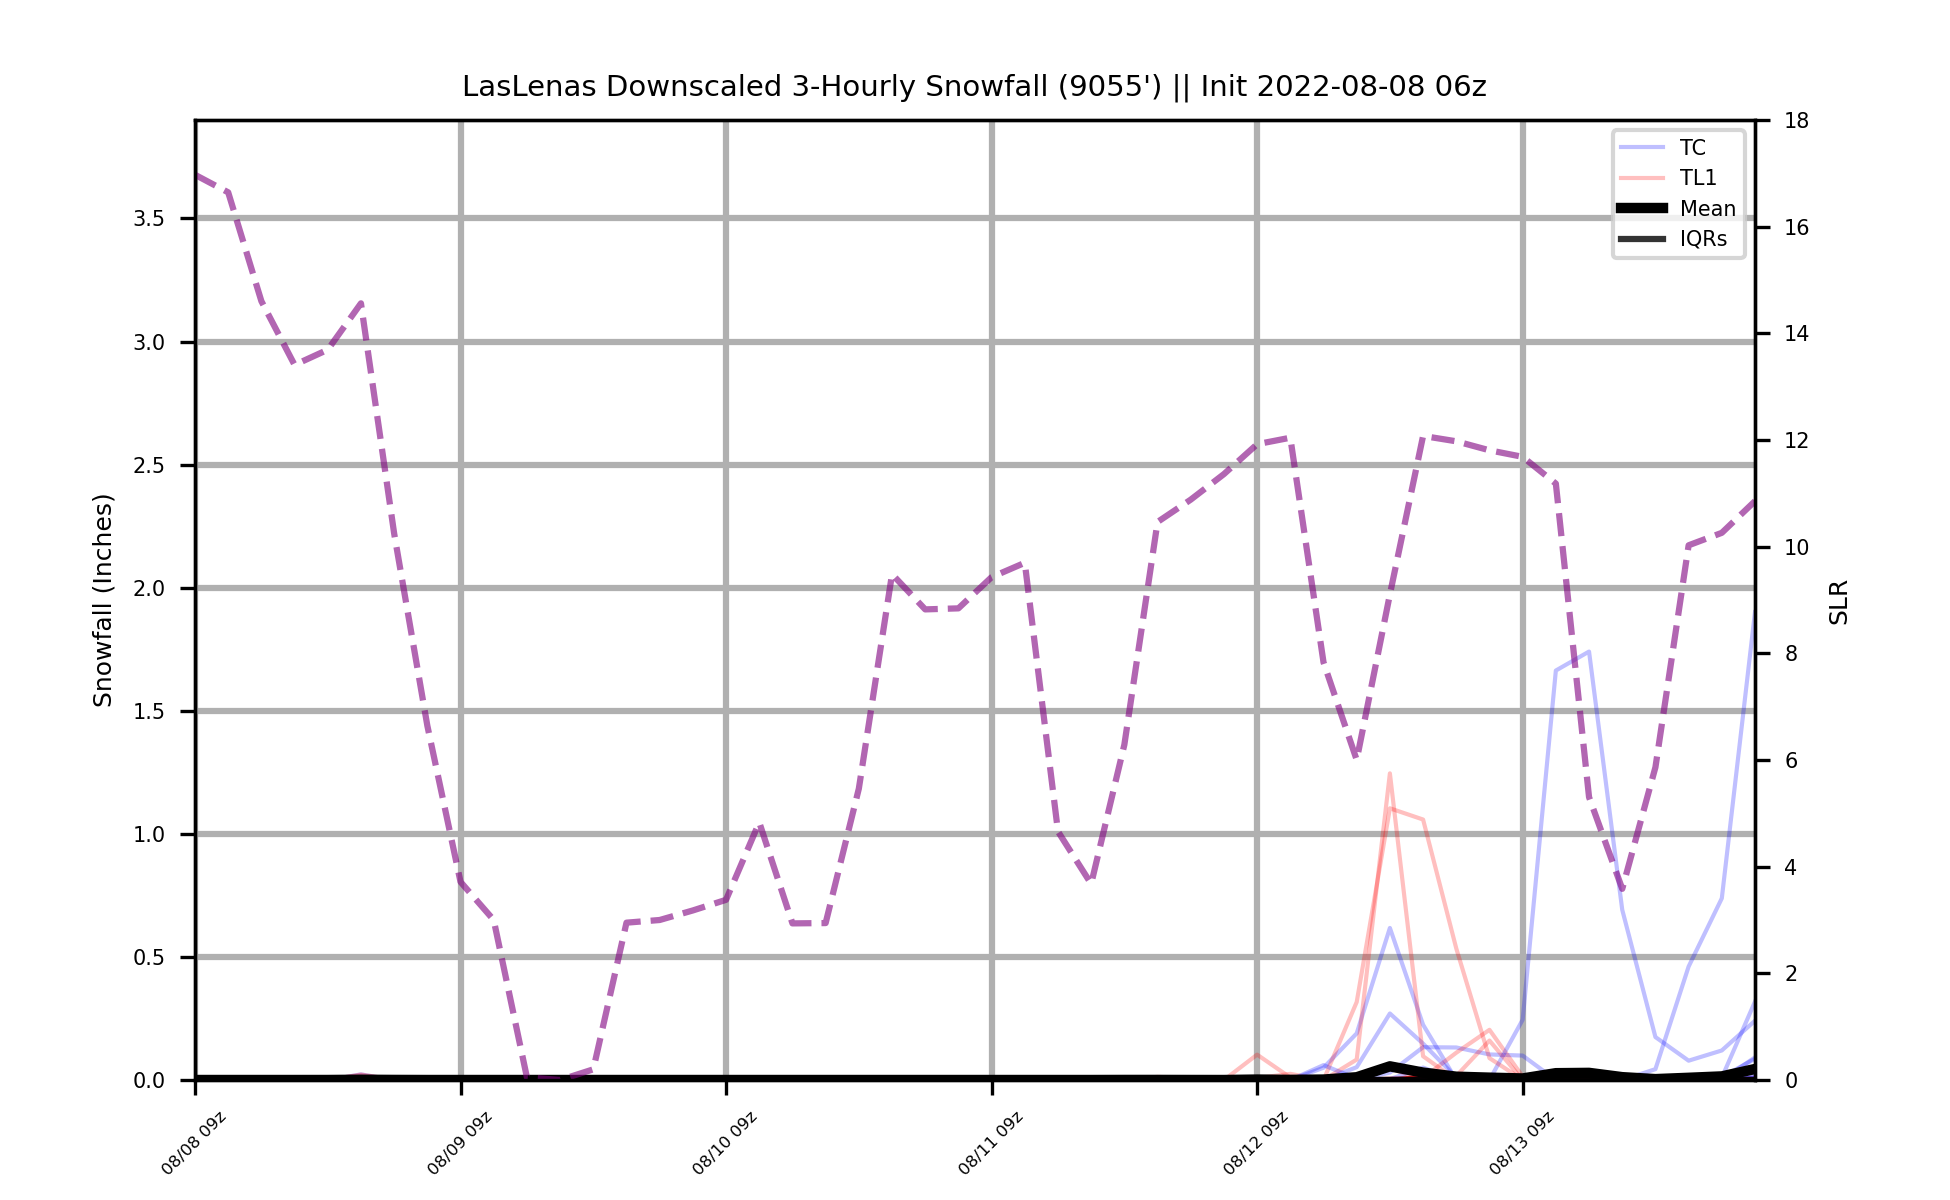 LasLenas Downscaled 3-Hourly Snowfall (9055') || Init 2022-08-08 06z
TC
TL1
Mean
IQRs
Snowfall (Inches)
3.5
3.0
2.5
2.0
1.5
1.0
0.5
0.0
18
16
14
12
10
8
6
4
2
0
SLR
08/08 09z
08/09 09z
08/10 09z
08/11 09z
08/12 09z
08/13 09z